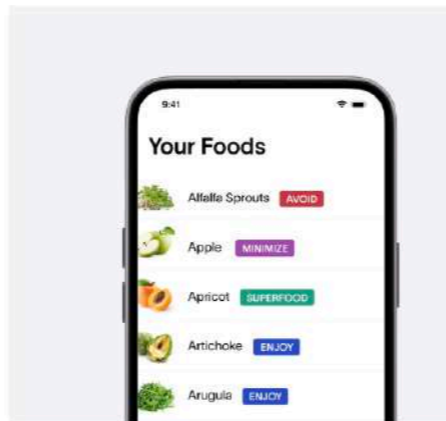 9:41
Your Foods
Alfalfa Sprouts AVOID
Apple MINIMIZE
Apricot SUPERFOOD
Artichoke ENJOY
Arugula ENJOY